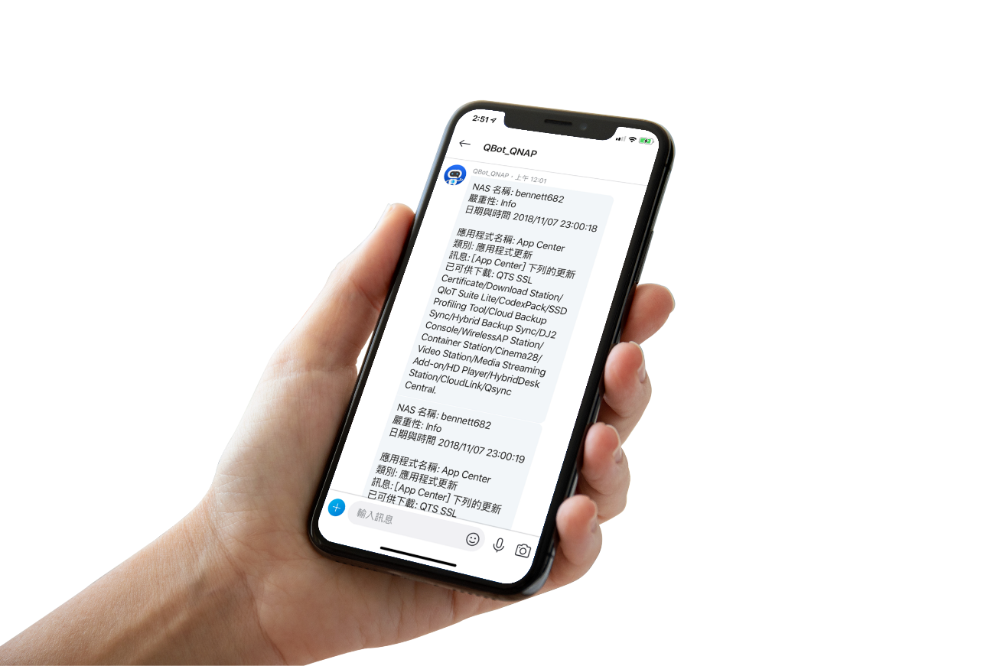 2:51
QBot_QNAP
QBot_QNAP，上午 12:01
NAS 名稱: bennett682
嚴重性: Info
日期與時間 2018/11/07 23:00:18
應用程式名稱: App Center
類別: 應用程式更新
訊息: [App Center] 下列的更新
已可供下載: QTS SSL
Certificate/Download Station/
QIoT Suite Lite/CodexPack/SSD
Profiling Tool/Cloud Backup
Sync/Hybrid Backup Sync/DJ2
Console/WirelessAP Station/
Container Station/Cinema28/
Video Station/Media Streaming
Add-on/HD Player/HybridDesk
Station/CloudLink/Qsync
Central.
NAS 名稱: bennett682
嚴重性: Info
日期與時間 2018/11/07 23:00:19
應用程式名稱: App Center
類別: 應用程式更新
訊息: [App Center] 下列的更新
已可供下載: QTS SSL
輸入訊息